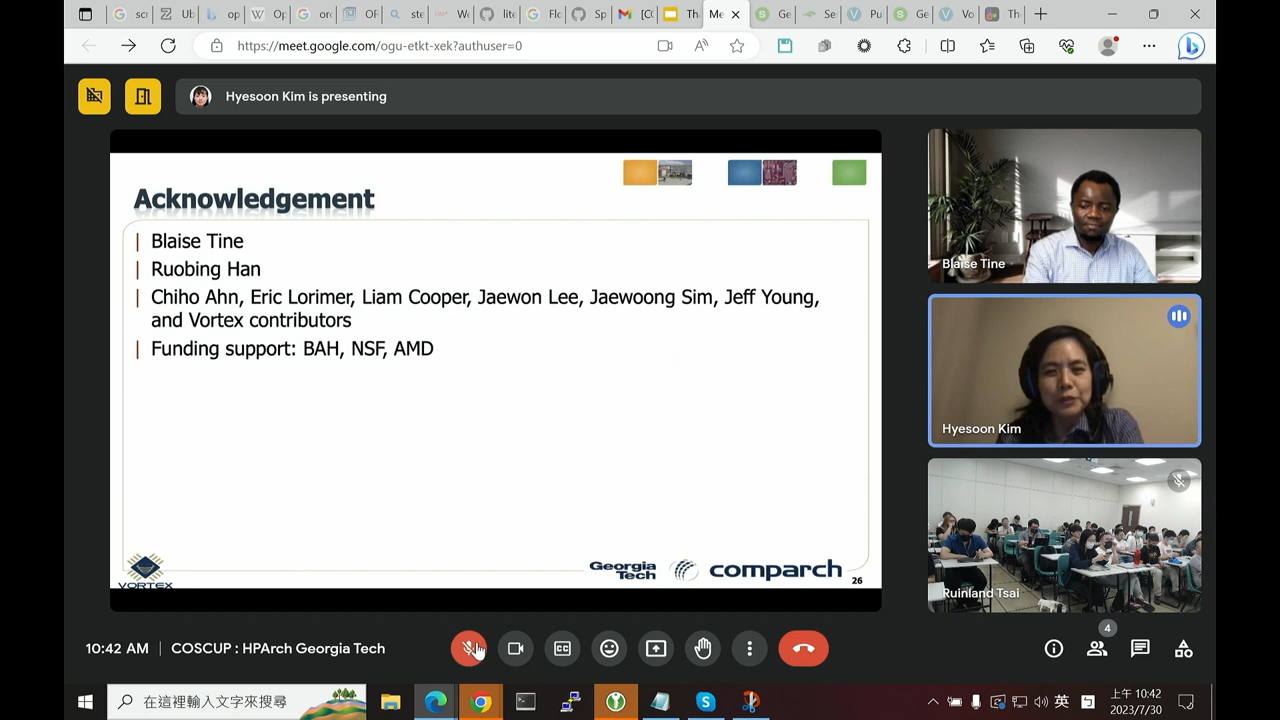 https://meet.google.com/ogu-etkt-xek?authuser=0
Hyesoon Kim is presenting
Acknowledgement
Blaise Tine
Ruobing Han
Chiho Ahn, Eric Lorimer, Liam Cooper, Jaewon Lee, Jaewoong Sim, Jeff Young,
and Vortex contributors
Funding support: BAH, NSF, AMD
VORTEX
Georgia
Tech
comparch
26
Blaise Tine
Hyesoon Kim
Ruinland Tsai
10:42 AM
COSCUP : HPArch Georgia Tech
4
在這裡輸入文字來搜尋
英
上午 10:42
2023/7/30